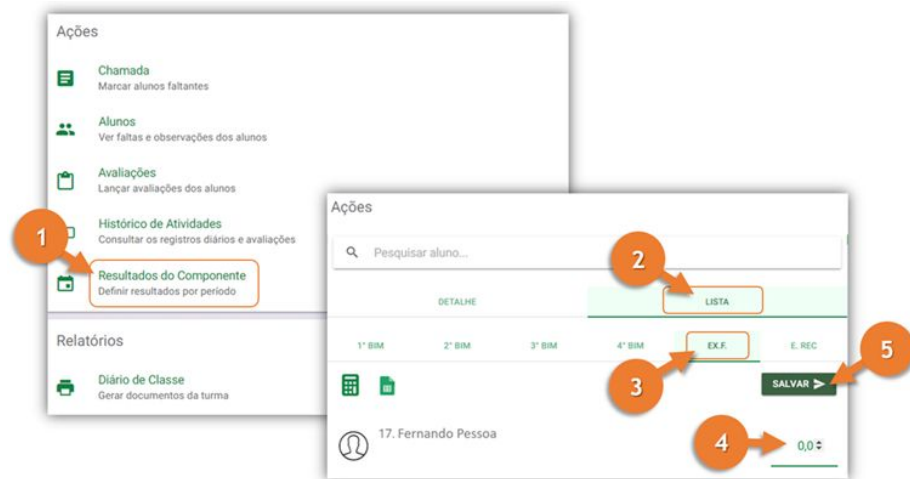 Ações
Chamada
Marcar alunos faltantes
Alunos
Ver faltas e observações dos alunos
Avaliações
Lançar avaliações dos alunos
Histórico de Atividades
Consultar os registros diários e avaliações
1
Resultados do Componente
Definir resultados por período
Relatórios
Diário de Classe
Gerar documentos da turma
Ações
Pesquisar aluno...
2
DETALHE
LISTA
1° BIM
2° BIM
3° BIM
4° BIM
EX.F.
E. REC
3
5
SALVAR
17. Fernando Pessoa
4
0,0